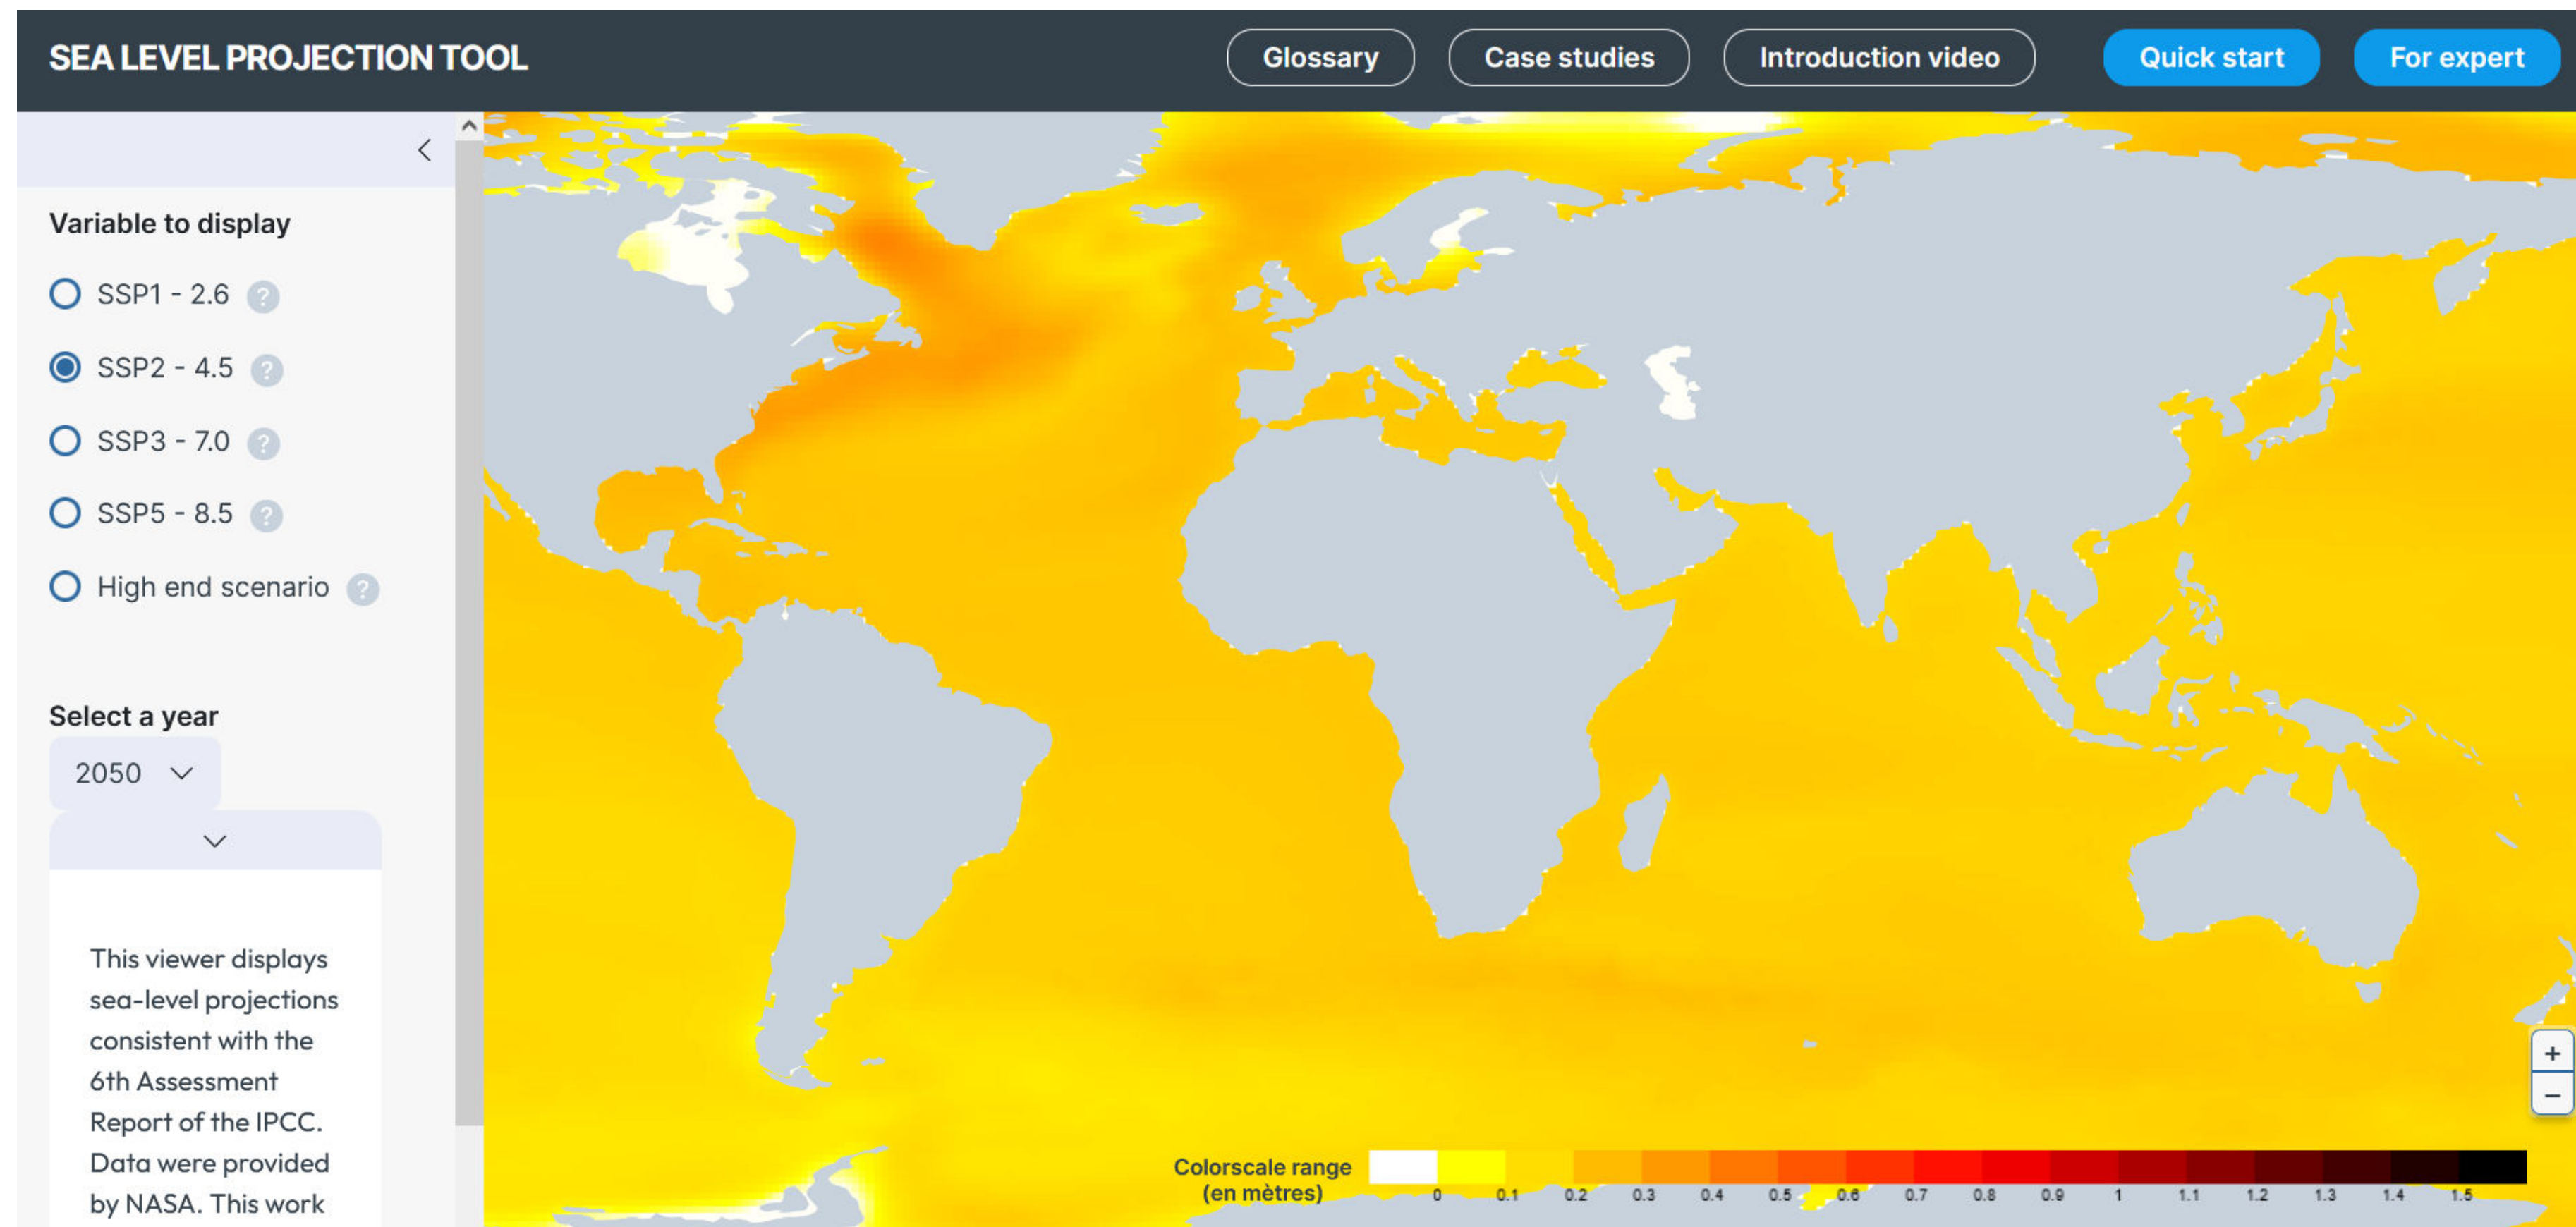 SEA LEVEL PROJECTION TOOL
Glossary
Case studies
Introduction video
Quick start
For expert
Variable to display
SSP1 - 2.6 ?
SSP2 - 4.5 ?
SSP3 - 7.0 ?
SSP5 - 8.5 ?
High end scenario ?
Select a year
2050
This viewer displays
sea-level projections
consistent with the
6th Assessment
Report of the IPCC.
Data were provided
by NASA. This work
Colorscale range
(en mètres)
0 0.1 0.2 0.3 0.4 0.5 0.6 0.7 0.8 0.9 1 1.1 1.2 1.3 1.4 1.5
+
−